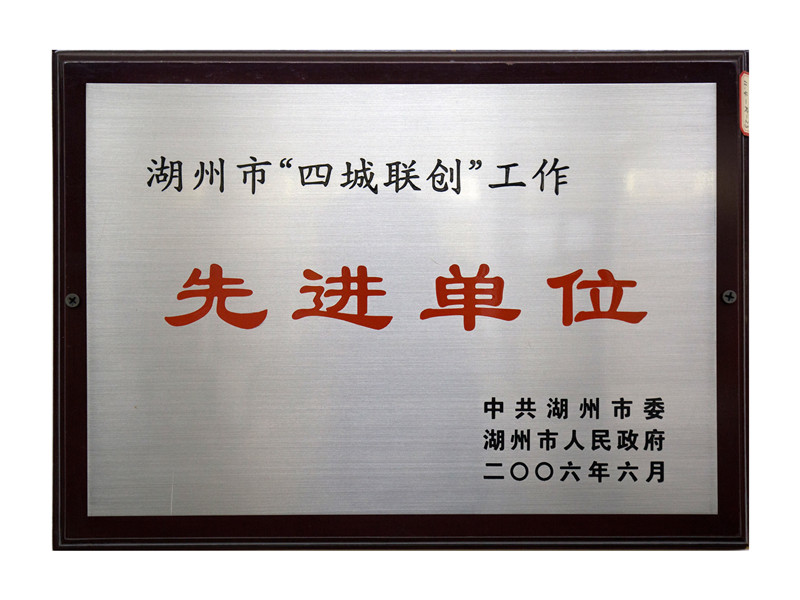 湖州市“四城联创”工作
先进单位
中共湖州市委
湖州市人民政府
二〇〇六年六月